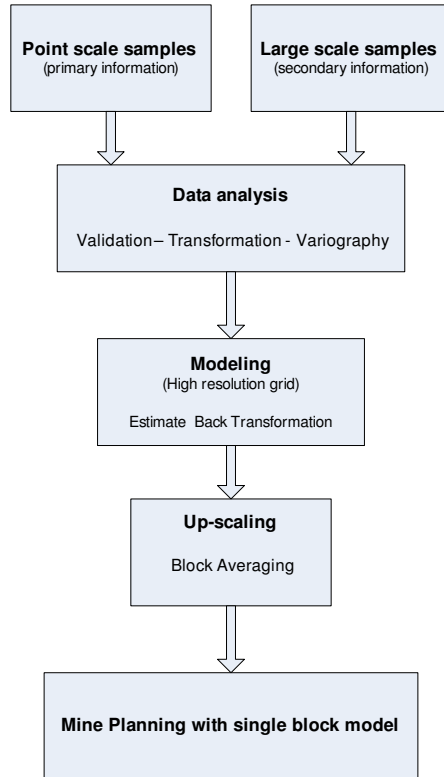 Point scale samples
(primary information)
Large scale samples
(secondary information)
Data analysis
Validation – Transformation - Variography
Modeling
(High resolution grid)
Estimate Back Transformation
Up-scaling
Block Averaging
Mine Planning with single block model